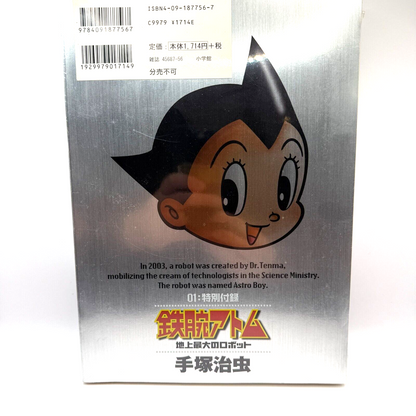 ISBN4-09-187756-7
C9979 ¥1714E
定価:本体1,714円+税
雑誌 45607-56 小学館
分売不可
9784091877567
1929979017149
In 2003, a robot was created by Dr. Tenma,
mobilizing the cream of technologists in the Science Ministry.
The robot was named Astro Boy.
01:特別付録
鉄腕アトム
地上最大のロボット
手塚治虫